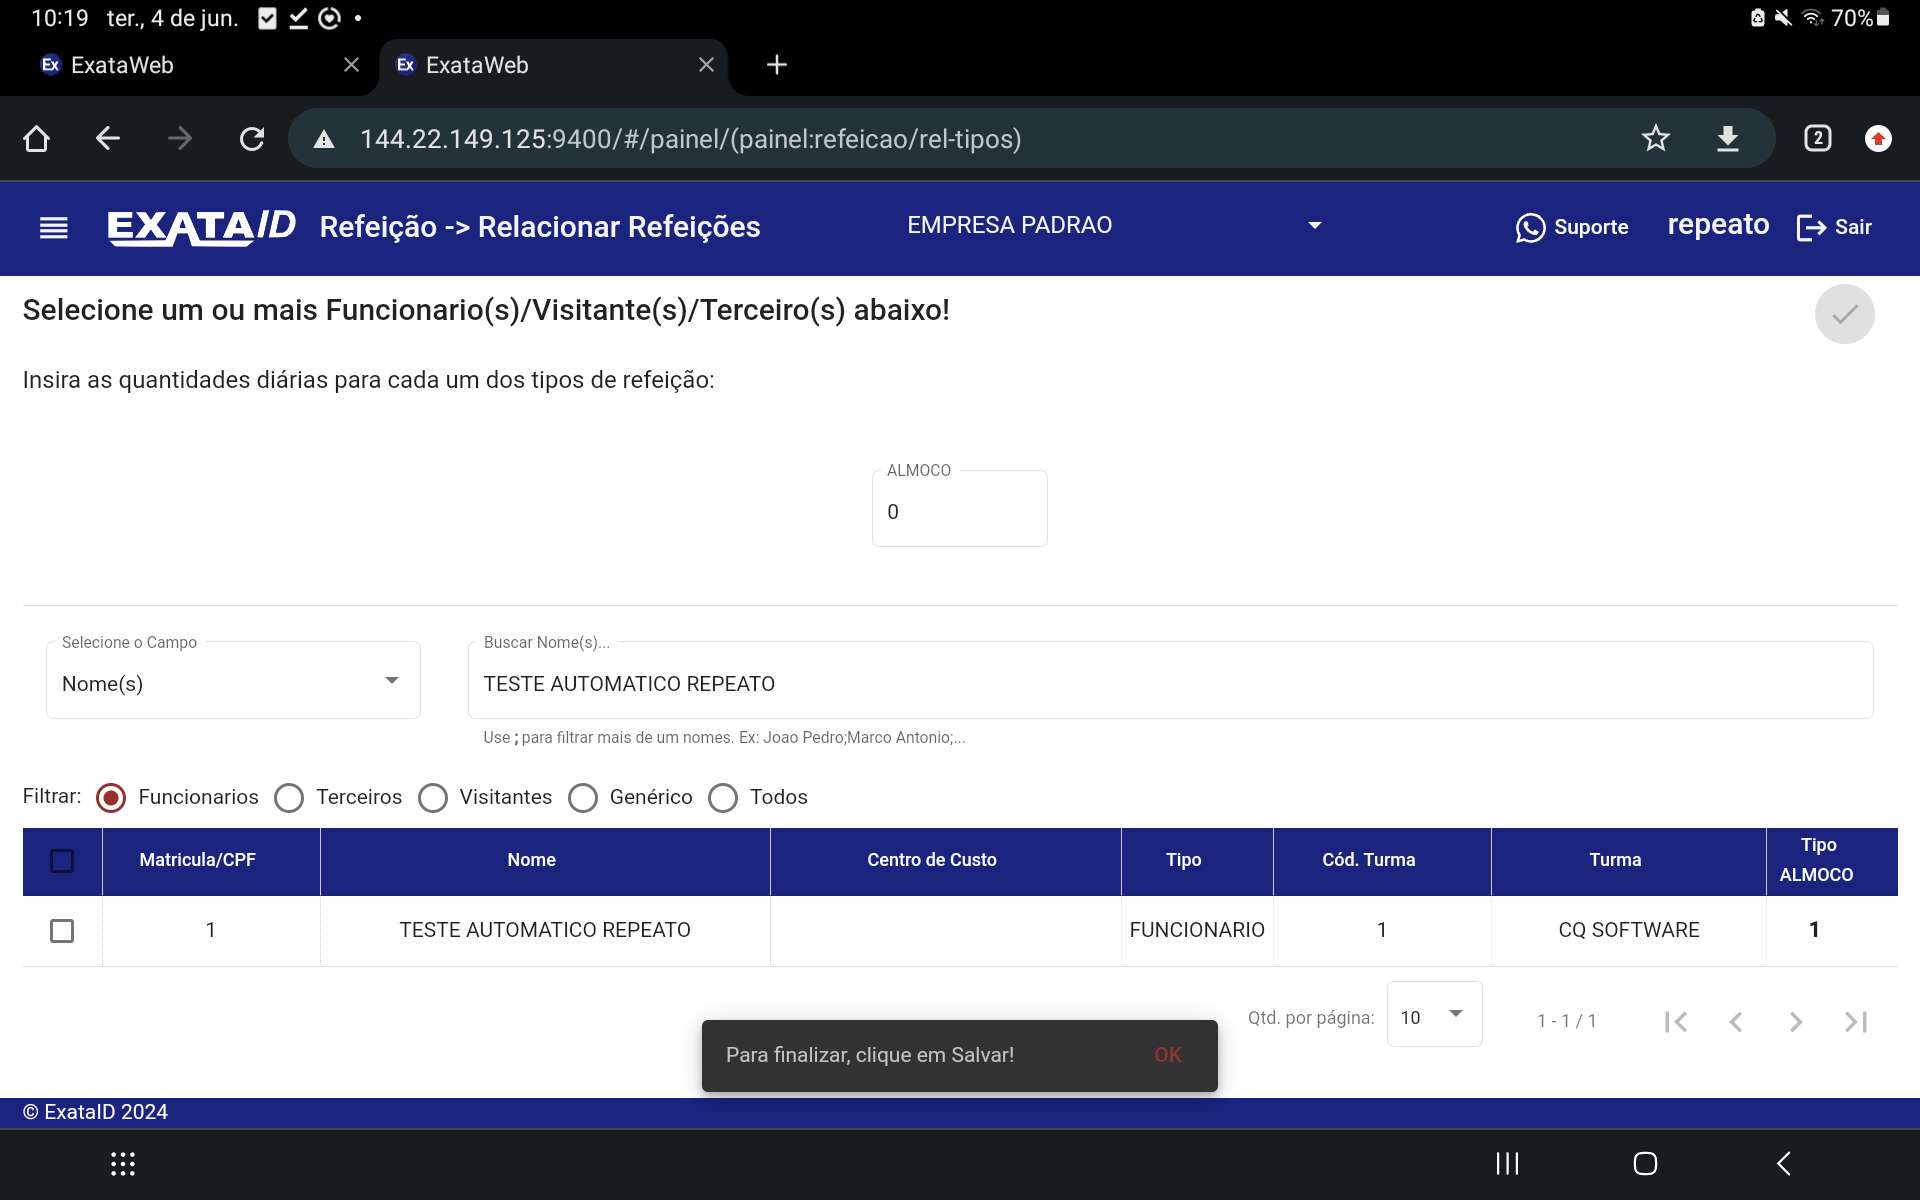 10:19 ter., 4 de jun. 70%
Ex ExataWeb Ex ExataWeb
144.22.149.125:9400/#/painel/(painel:refeicao/rel-tipos) 2
EXATAID Refeição -> Relacionar Refeições EMPRESA PADRAO Suporte repeato Sair
Selecione um ou mais Funcionario(s)/Visitante(s)/Terceiro(s) abaixo!
Insira as quantidades diárias para cada um dos tipos de refeição:
ALMOCO
0
Selecione o Campo Buscar Nome(s)...
Nome(s) TESTE AUTOMATICO REPEATO
Use ; para filtrar mais de um nomes. Ex: Joao Pedro;Marco Antonio;...
Filtrar: Funcionarios Terceiros Visitantes Genérico Todos
Matricula/CPF Nome Centro de Custo Tipo Cód. Turma Turma Tipo ALMOCO
1 TESTE AUTOMATICO REPEATO FUNCIONARIO 1 CQ SOFTWARE 1
Qtd. por página: 10 1 - 1 / 1
Para finalizar, clique em Salvar! OK
© ExataID 2024